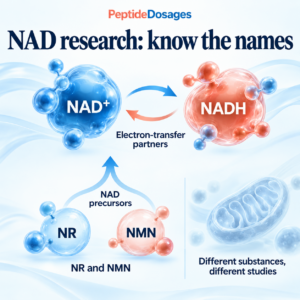 PeptideDosages
NAD research: know the names
NAD⁺
NADH
Electron-transfer
partners
NAD
precursors
NR
NMN
NR and NMN
Different substances,
different studies